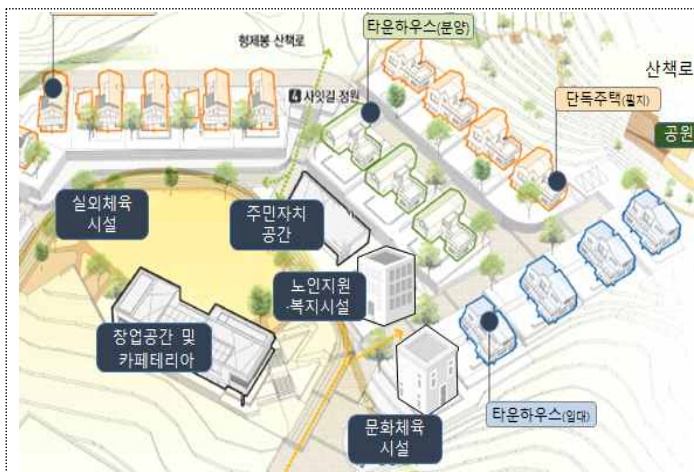 타운하우스(분양)
형제봉 산책로
산책로
4 사잇길 정원
단독주택(필지)
공원
실외체육
시설
주민자치
공간
노인지원
·복지시설
창업공간 및
카페테리아
타운하우스(임대)
문화체육
시설